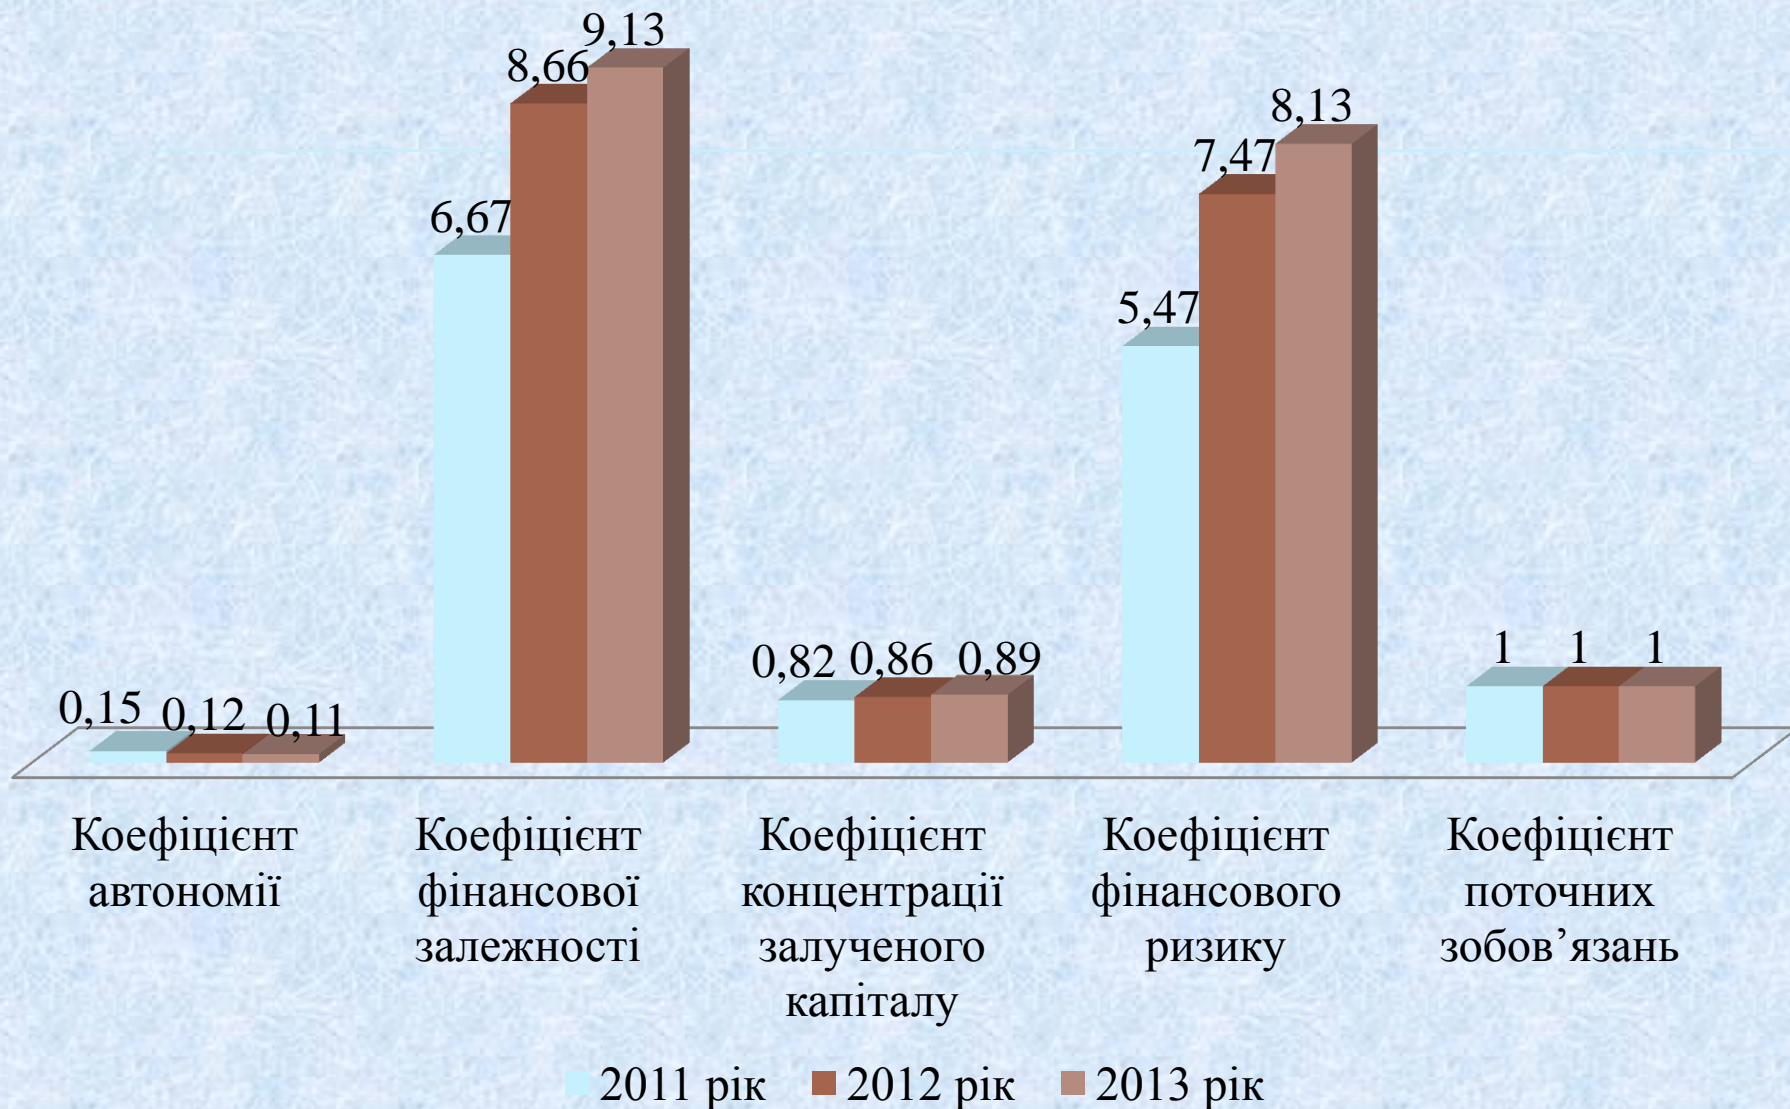 9,13
8,66
6,67
8,13
7,47
5,47
0,82 0,86 0,89
1 1 1
0,15 0,12 0,11
Коефіцієнт
автономії
Коефіцієнт
фінансової
залежності
Коефіцієнт
концентрації
залученого
капіталу
Коефіцієнт
фінансового
ризику
Коефіцієнт
поточних
зобов’язань
2011 рік 2012 рік 2013 рік